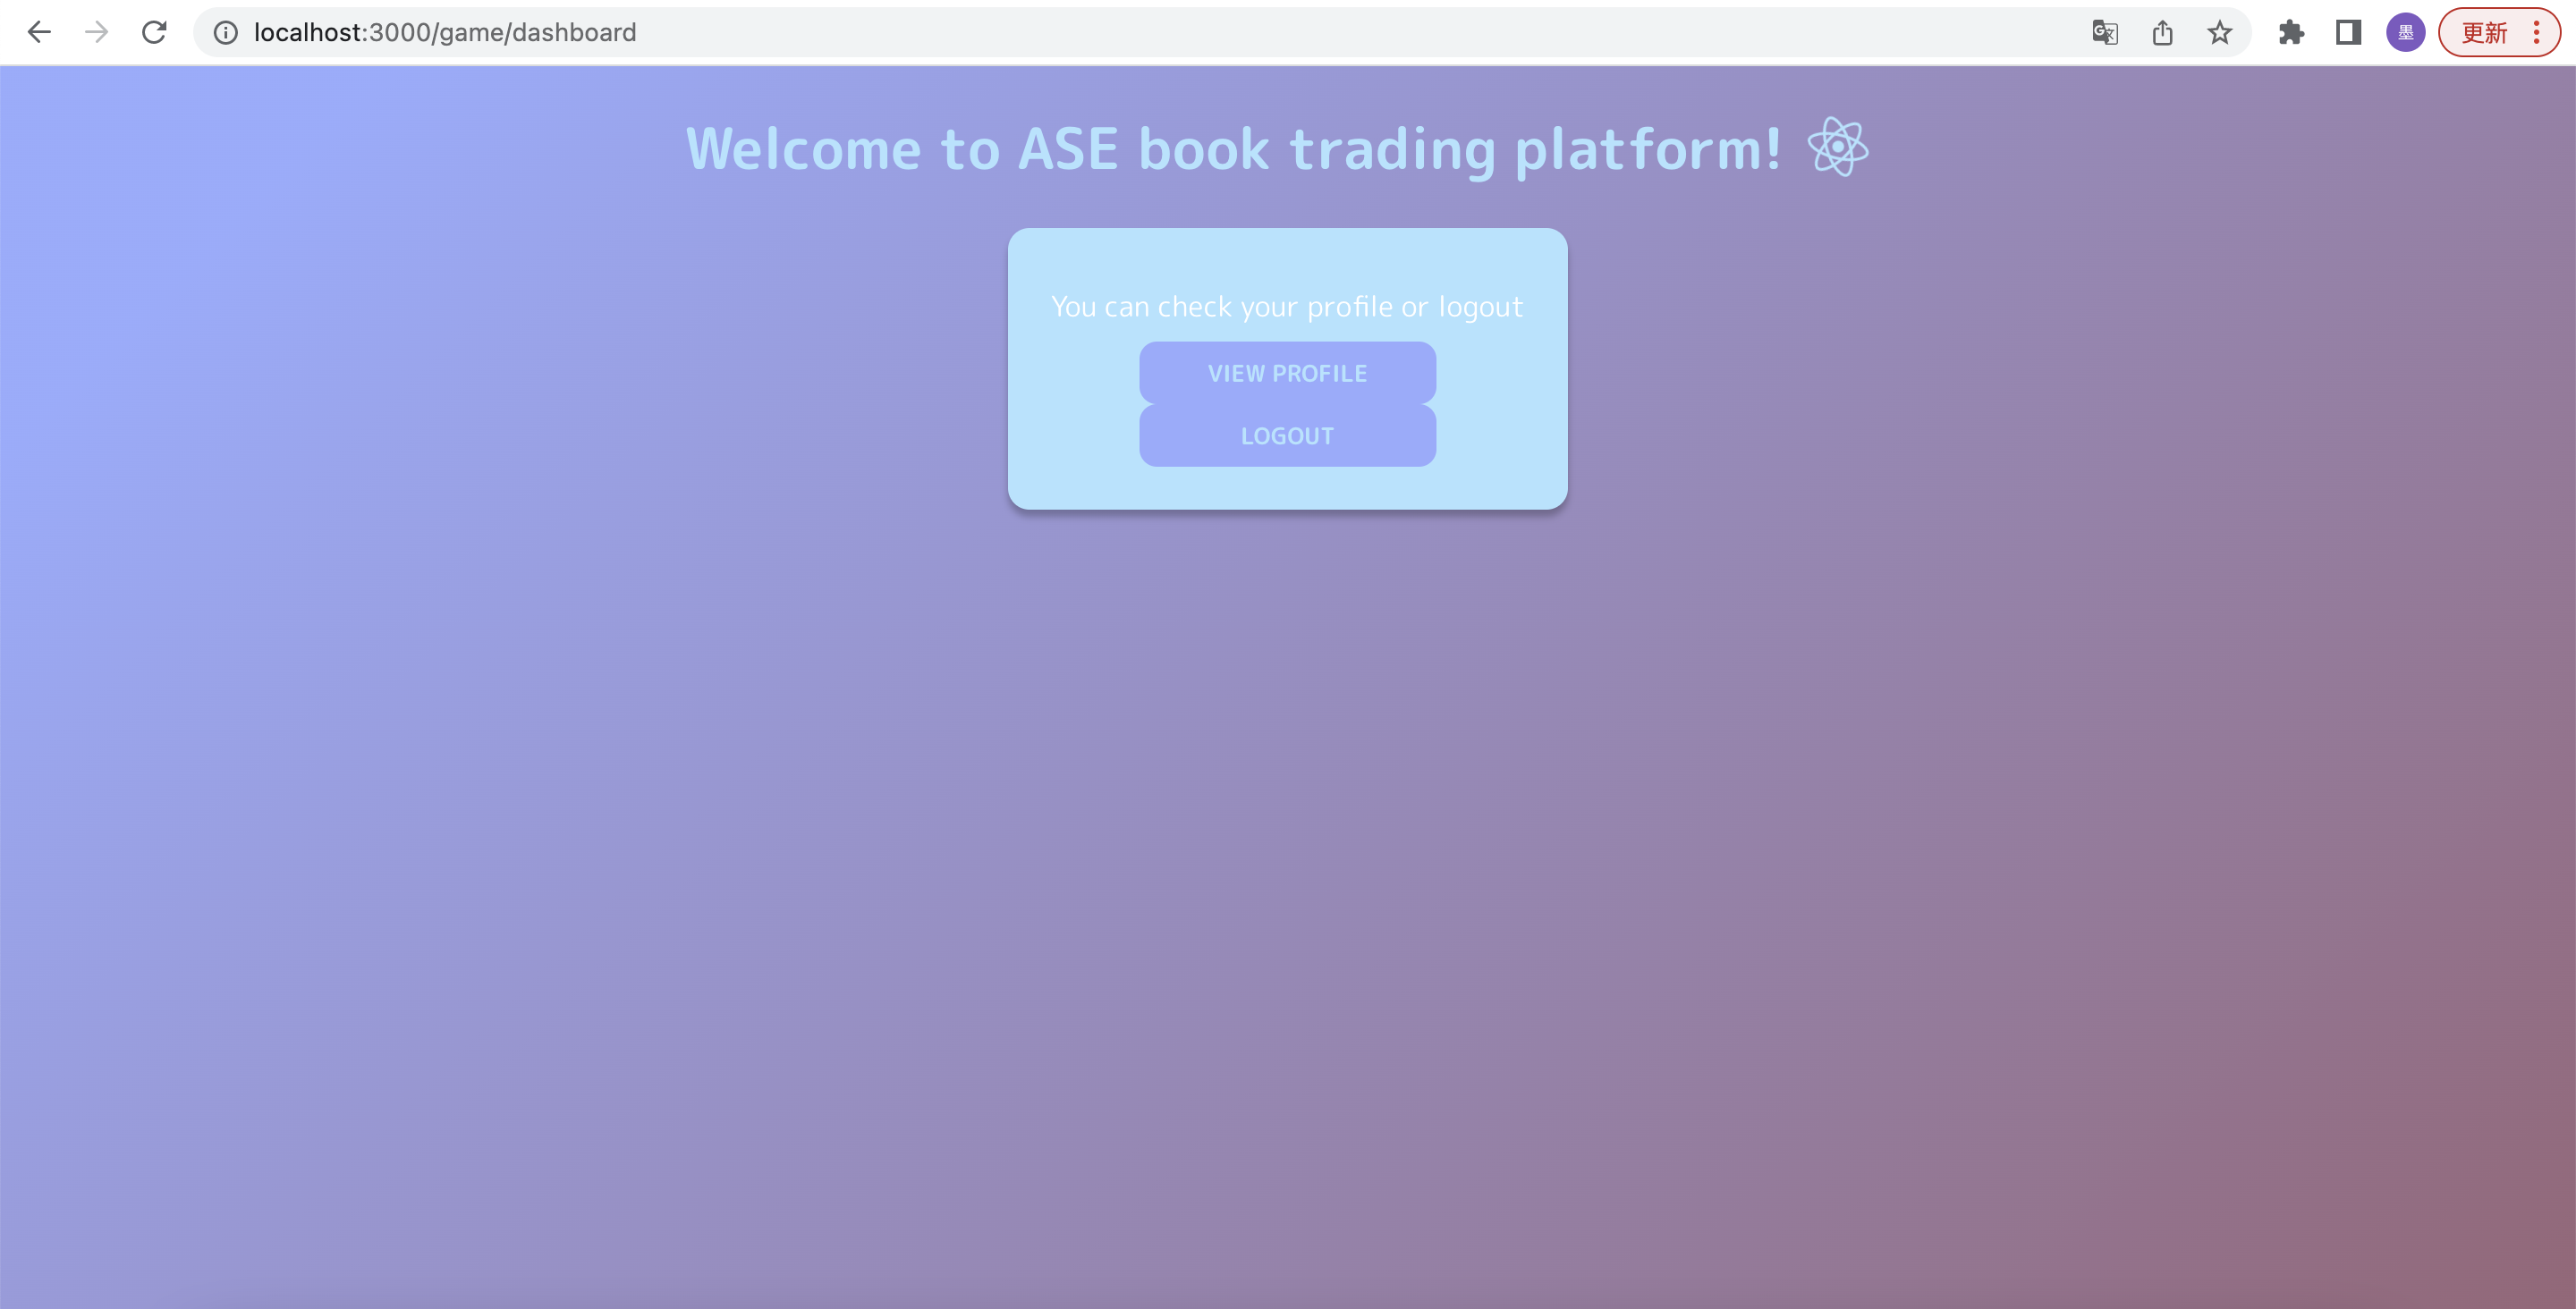 localhost:3000/game/dashboard
墨
更新
Welcome to ASE book trading platform!
You can check your profile or logout
VIEW PROFILE
LOGOUT